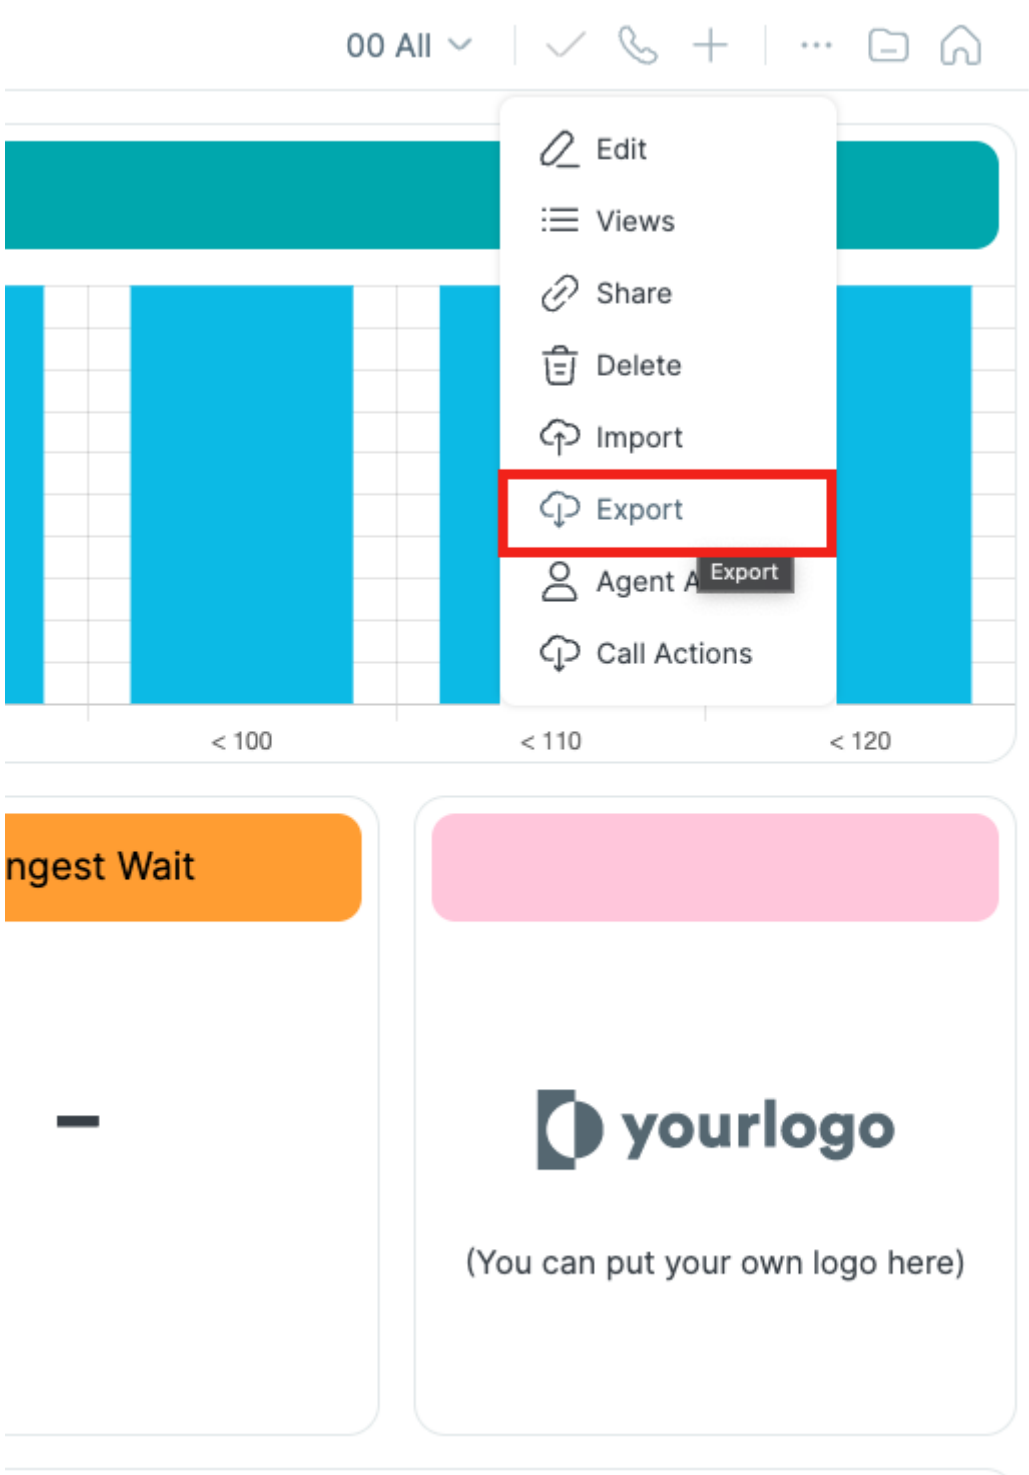 00 All
Edit
Views
Share
Delete
Import
Export
Export
Agent A
Call Actions
< 100 < 110 < 120
ngest Wait
yourlogo
(You can put your own logo here)